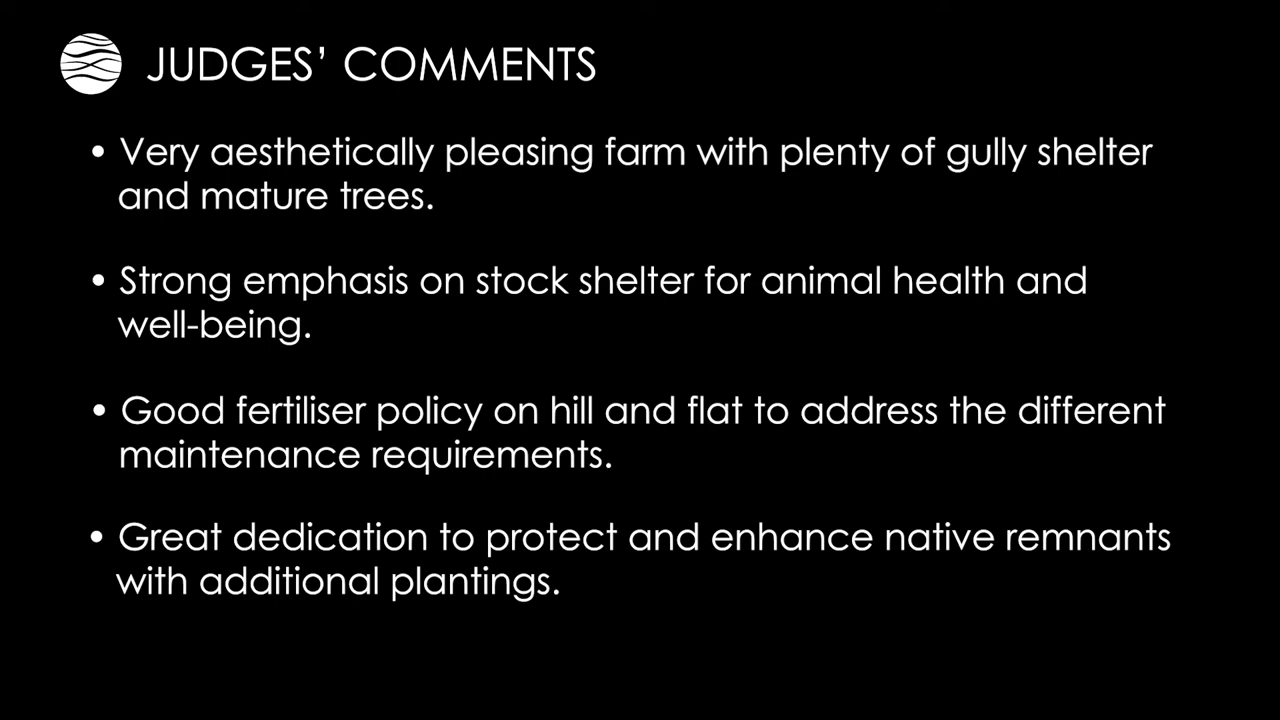 JUDGES’ COMMENTS
• Very aesthetically pleasing farm with plenty of gully shelter
and mature trees.
• Strong emphasis on stock shelter for animal health and
well-being.
• Good fertiliser policy on hill and flat to address the different
maintenance requirements.
• Great dedication to protect and enhance native remnants
with additional plantings.